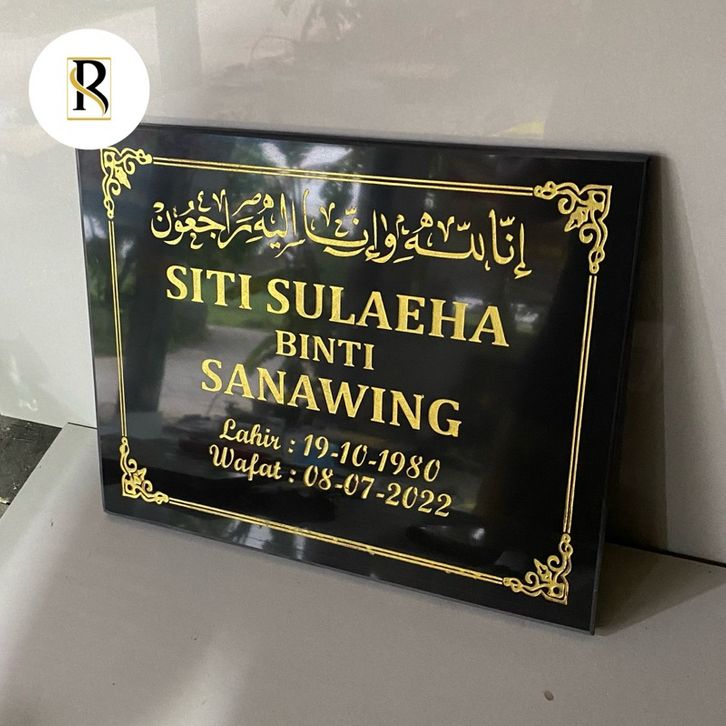 R
إنا لله وإنا إليه راجعون
SITI SULAEHA
BINTI
SANAWING
Lahir : 19-10-1980
Wafat : 08-07-2022